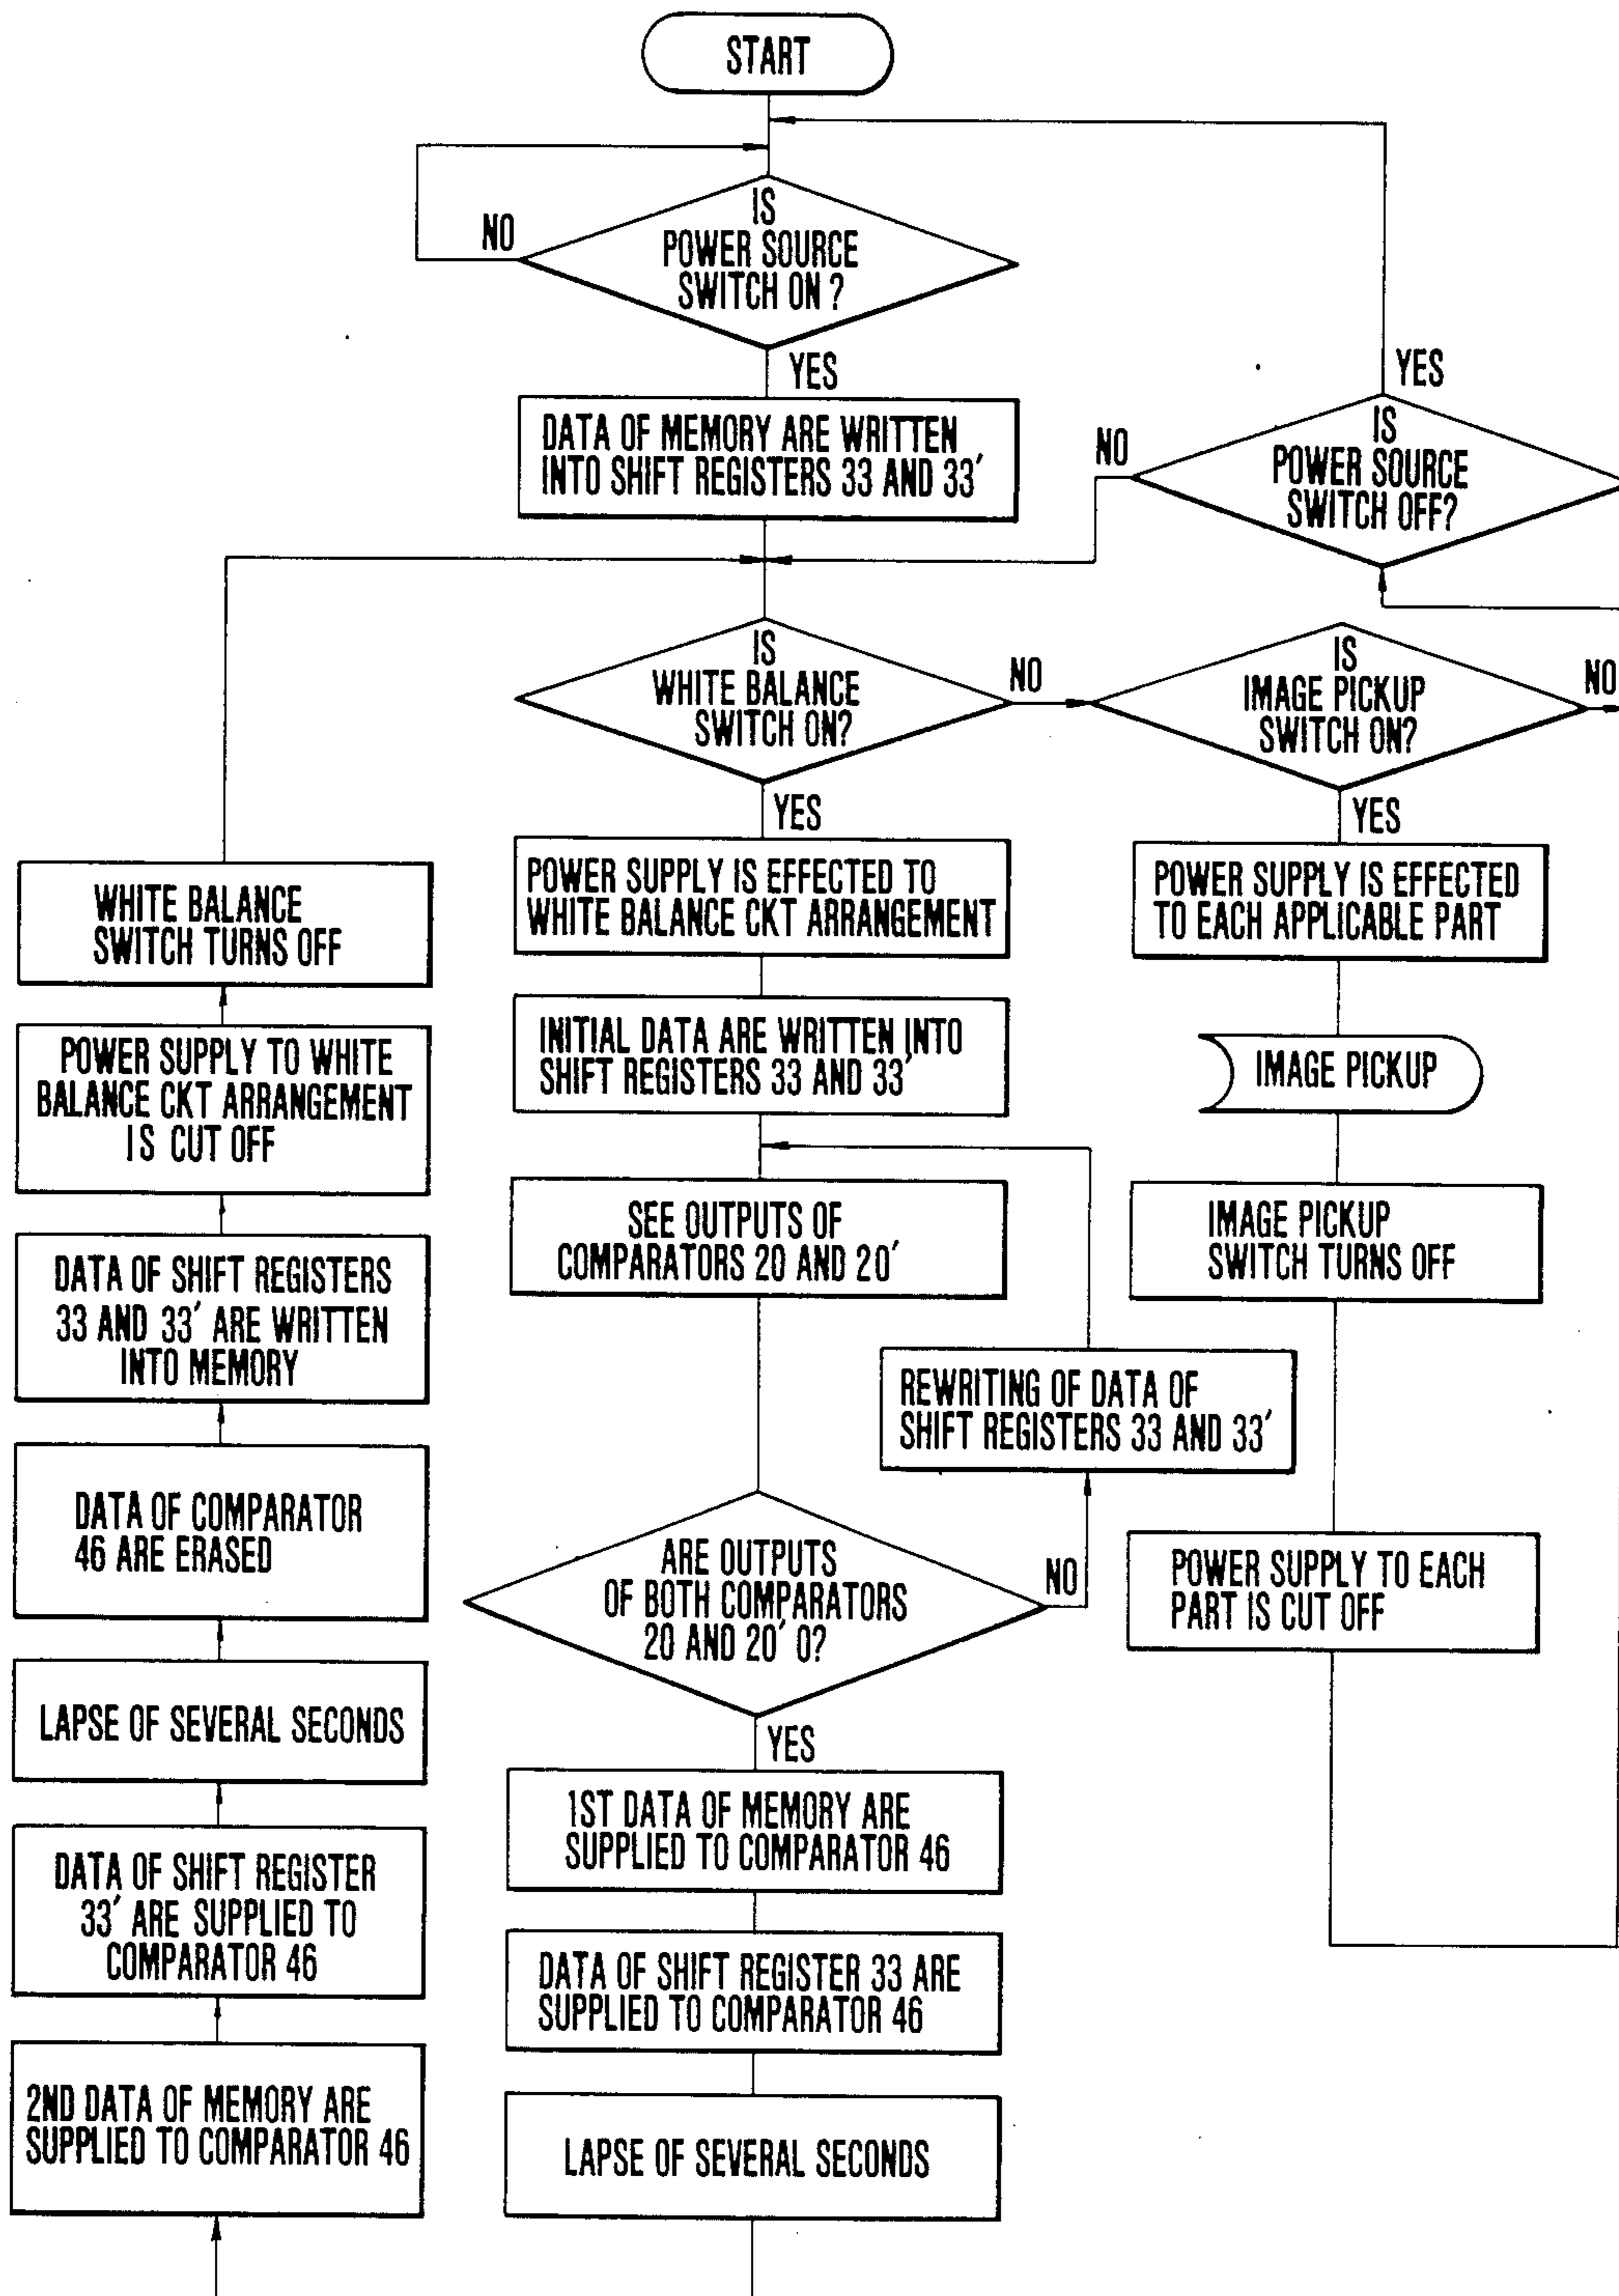 START
IS
POWER SOURCE
SWITCH ON ?
NO
YES
DATA OF MEMORY ARE WRITTEN
INTO SHIFT REGISTERS 33 AND 33′
YES
IS
POWER SOURCE
SWITCH OFF?
NO
IS
WHITE BALANCE
SWITCH ON?
NO
IS
IMAGE PICKUP
SWITCH ON?
NO
YES
YES
POWER SUPPLY IS EFFECTED TO
WHITE BALANCE CKT ARRANGEMENT
INITIAL DATA ARE WRITTEN INTO
SHIFT REGISTERS 33 AND 33′
SEE OUTPUTS OF
COMPARATORS 20 AND 20′
REWRITING OF DATA OF
SHIFT REGISTERS 33 AND 33′
ARE OUTPUTS
OF BOTH COMPARATORS
20 AND 20′ 0?
NO
YES
1ST DATA OF MEMORY ARE
SUPPLIED TO COMPARATOR 46
DATA OF SHIFT REGISTER 33 ARE
SUPPLIED TO COMPARATOR 46
LAPSE OF SEVERAL SECONDS
POWER SUPPLY IS EFFECTED
TO EACH APPLICABLE PART
IMAGE PICKUP
IMAGE PICKUP
SWITCH TURNS OFF
POWER SUPPLY TO EACH
PART IS CUT OFF
WHITE BALANCE
SWITCH TURNS OFF
POWER SUPPLY TO WHITE
BALANCE CKT ARRANGEMENT
IS CUT OFF
DATA OF SHIFT REGISTERS
33 AND 33′ ARE WRITTEN
INTO MEMORY
DATA OF COMPARATOR
46 ARE ERASED
LAPSE OF SEVERAL SECONDS
DATA OF SHIFT REGISTER
33′ ARE SUPPLIED TO
COMPARATOR 46
2ND DATA OF MEMORY ARE
SUPPLIED TO COMPARATOR 46